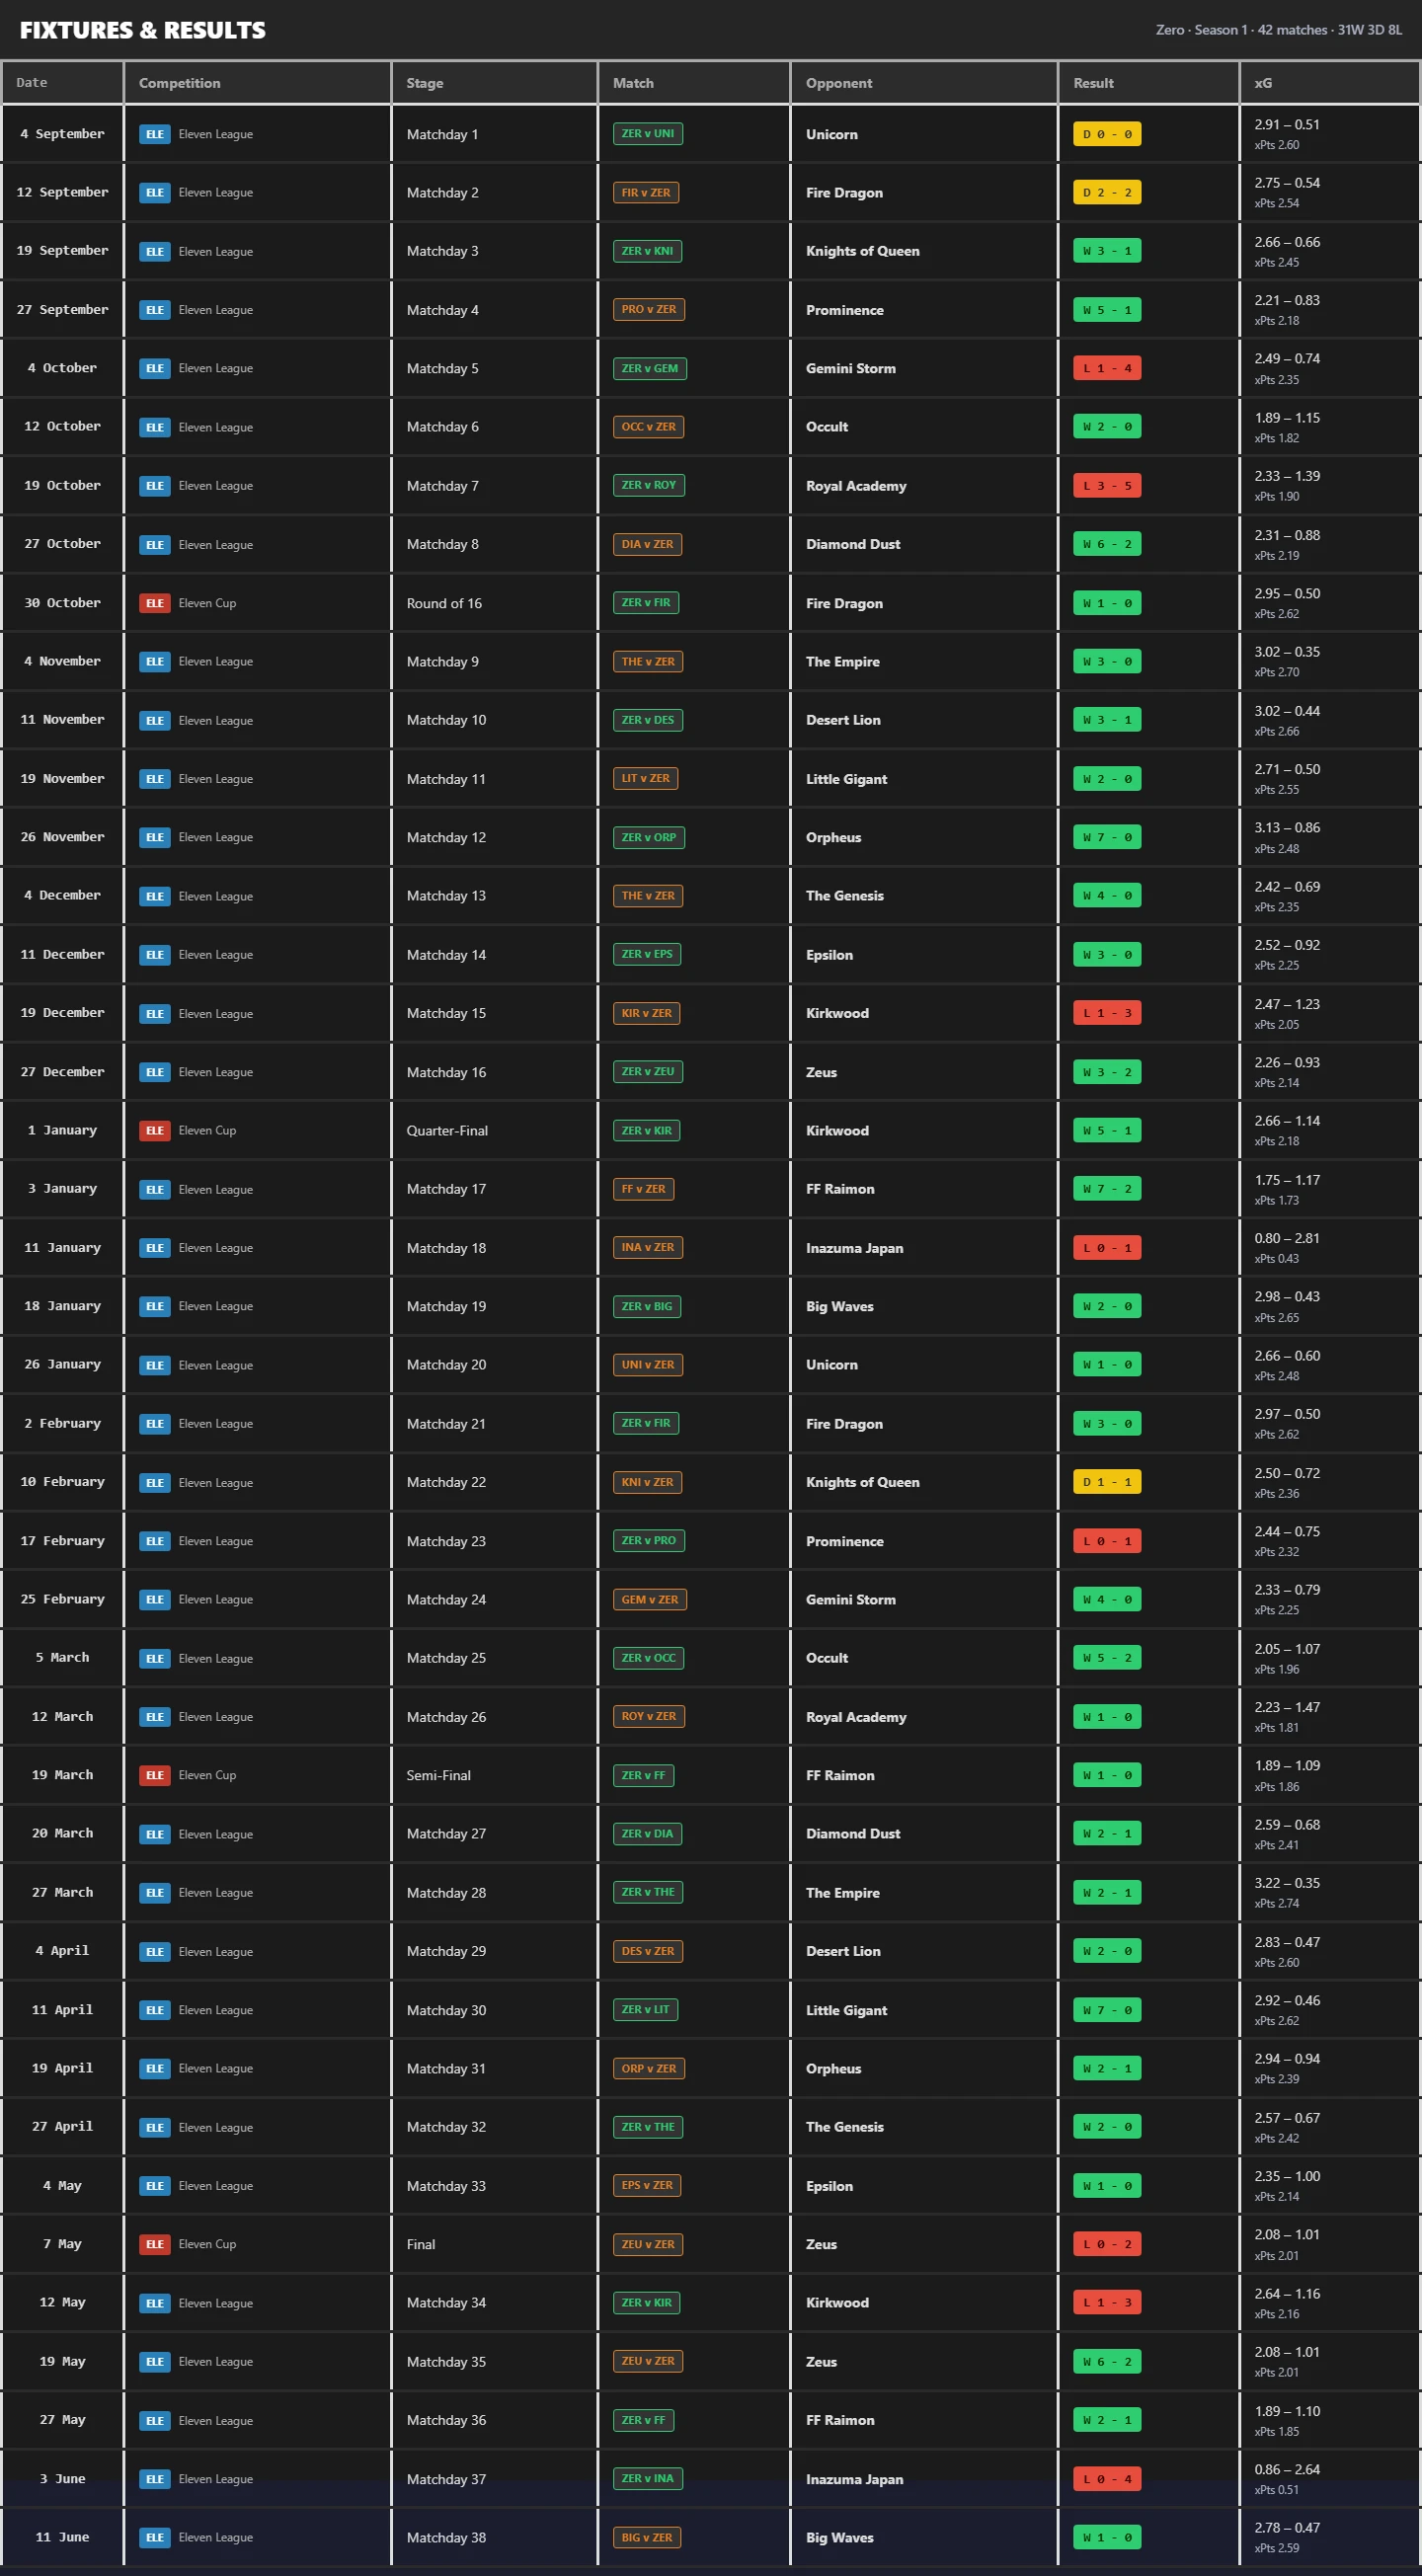 FIXTURES & RESULTS
Zero · Season 1 · 42 matches · 31W 3D 8L
Date Competition Stage Match Opponent Result xG
4 September ELE Eleven League Matchday 1 ZER v UNI Unicorn D 0 - 0 2.91 – 0.51
xPts 2.60
12 September ELE Eleven League Matchday 2 FIR v ZER Fire Dragon D 2 - 2 2.75 – 0.54
xPts 2.54
19 September ELE Eleven League Matchday 3 ZER v KNI Knights of Queen W 3 - 1 2.66 – 0.66
xPts 2.45
27 September ELE Eleven League Matchday 4 PRO v ZER Prominence W 5 - 1 2.21 – 0.83
xPts 2.18
4 October ELE Eleven League Matchday 5 ZER v GEM Gemini Storm L 1 - 4 2.49 – 0.74
xPts 2.35
12 October ELE Eleven League Matchday 6 OCC v ZER Occult W 2 - 0 1.89 – 1.15
xPts 1.82
19 October ELE Eleven League Matchday 7 ZER v ROY Royal Academy L 3 - 5 2.33 – 1.39
xPts 1.90
27 October ELE Eleven League Matchday 8 DIA v ZER Diamond Dust W 6 - 2 2.31 – 0.88
xPts 2.19
30 October ELE Eleven Cup Round of 16 ZER v FIR Fire Dragon W 1 - 0 2.95 – 0.50
xPts 2.62
4 November ELE Eleven League Matchday 9 THE v ZER The Empire W 3 - 0 3.02 – 0.35
xPts 2.70
11 November ELE Eleven League Matchday 10 ZER v DES Desert Lion W 3 - 1 3.02 – 0.44
xPts 2.66
19 November ELE Eleven League Matchday 11 LIT v ZER Little Gigant W 2 - 0 2.71 – 0.50
xPts 2.55
26 November ELE Eleven League Matchday 12 ZER v ORP Orpheus W 7 - 0 3.13 – 0.86
xPts 2.48
4 December ELE Eleven League Matchday 13 THE v ZER The Genesis W 4 - 0 2.42 – 0.69
xPts 2.35
11 December ELE Eleven League Matchday 14 ZER v EPS Epsilon W 3 - 0 2.52 – 0.92
xPts 2.25
19 December ELE Eleven League Matchday 15 KIR v ZER Kirkwood L 1 - 3 2.47 – 1.23
xPts 2.05
27 December ELE Eleven League Matchday 16 ZER v ZEU Zeus W 3 - 2 2.26 – 0.93
xPts 2.14
1 January ELE Eleven Cup Quarter-Final ZER v KIR Kirkwood W 5 - 1 2.66 – 1.14
xPts 2.18
3 January ELE Eleven League Matchday 17 FF v ZER FF Raimon W 7 - 2 1.75 – 1.17
xPts 1.73
11 January ELE Eleven League Matchday 18 INA v ZER Inazuma Japan L 0 - 1 0.80 – 2.81
xPts 0.43
18 January ELE Eleven League Matchday 19 ZER v BIG Big Waves W 2 - 0 2.98 – 0.43
xPts 2.65
26 January ELE Eleven League Matchday 20 UNI v ZER Unicorn W 1 - 0 2.66 – 0.60
xPts 2.48
2 February ELE Eleven League Matchday 21 ZER v FIR Fire Dragon W 3 - 0 2.97 – 0.50
xPts 2.62
10 February ELE Eleven League Matchday 22 KNI v ZER Knights of Queen D 1 - 1 2.50 – 0.72
xPts 2.36
17 February ELE Eleven League Matchday 23 ZER v PRO Prominence L 0 - 1 2.44 – 0.75
xPts 2.32
25 February ELE Eleven League Matchday 24 GEM v ZER Gemini Storm W 4 - 0 2.33 – 0.79
xPts 2.25
5 March ELE Eleven League Matchday 25 ZER v OCC Occult W 5 - 2 2.05 – 1.07
xPts 1.96
12 March ELE Eleven League Matchday 26 ROY v ZER Royal Academy W 1 - 0 2.23 – 1.47
xPts 1.81
19 March ELE Eleven Cup Semi-Final ZER v FF FF Raimon W 1 - 0 1.89 – 1.09
xPts 1.86
20 March ELE Eleven League Matchday 27 ZER v DIA Diamond Dust W 2 - 1 2.59 – 0.68
xPts 2.41
27 March ELE Eleven League Matchday 28 ZER v THE The Empire W 2 - 1 3.22 – 0.35
xPts 2.74
4 April ELE Eleven League Matchday 29 DES v ZER Desert Lion W 2 - 0 2.83 – 0.47
xPts 2.60
11 April ELE Eleven League Matchday 30 ZER v LIT Little Gigant W 7 - 0 2.92 – 0.46
xPts 2.62
19 April ELE Eleven League Matchday 31 ORP v ZER Orpheus W 2 - 1 2.94 – 0.94
xPts 2.39
27 April ELE Eleven League Matchday 32 ZER v THE The Genesis W 2 - 0 2.57 – 0.67
xPts 2.42
4 May ELE Eleven League Matchday 33 EPS v ZER Epsilon W 1 - 0 2.35 – 1.00
xPts 2.14
7 May ELE Eleven Cup Final ZEU v ZER Zeus L 0 - 2 2.08 – 1.01
xPts 2.01
12 May ELE Eleven League Matchday 34 ZER v KIR Kirkwood L 1 - 3 2.64 – 1.16
xPts 2.16
19 May ELE Eleven League Matchday 35 ZEU v ZER Zeus W 6 - 2 2.08 – 1.01
xPts 2.01
27 May ELE Eleven League Matchday 36 ZER v FF FF Raimon W 2 - 1 1.89 – 1.10
xPts 1.85
3 June ELE Eleven League Matchday 37 ZER v INA Inazuma Japan L 0 - 4 0.86 – 2.64
xPts 0.51
11 June ELE Eleven League Matchday 38 BIG v ZER Big Waves W 1 - 0 2.78 – 0.47
xPts 2.59